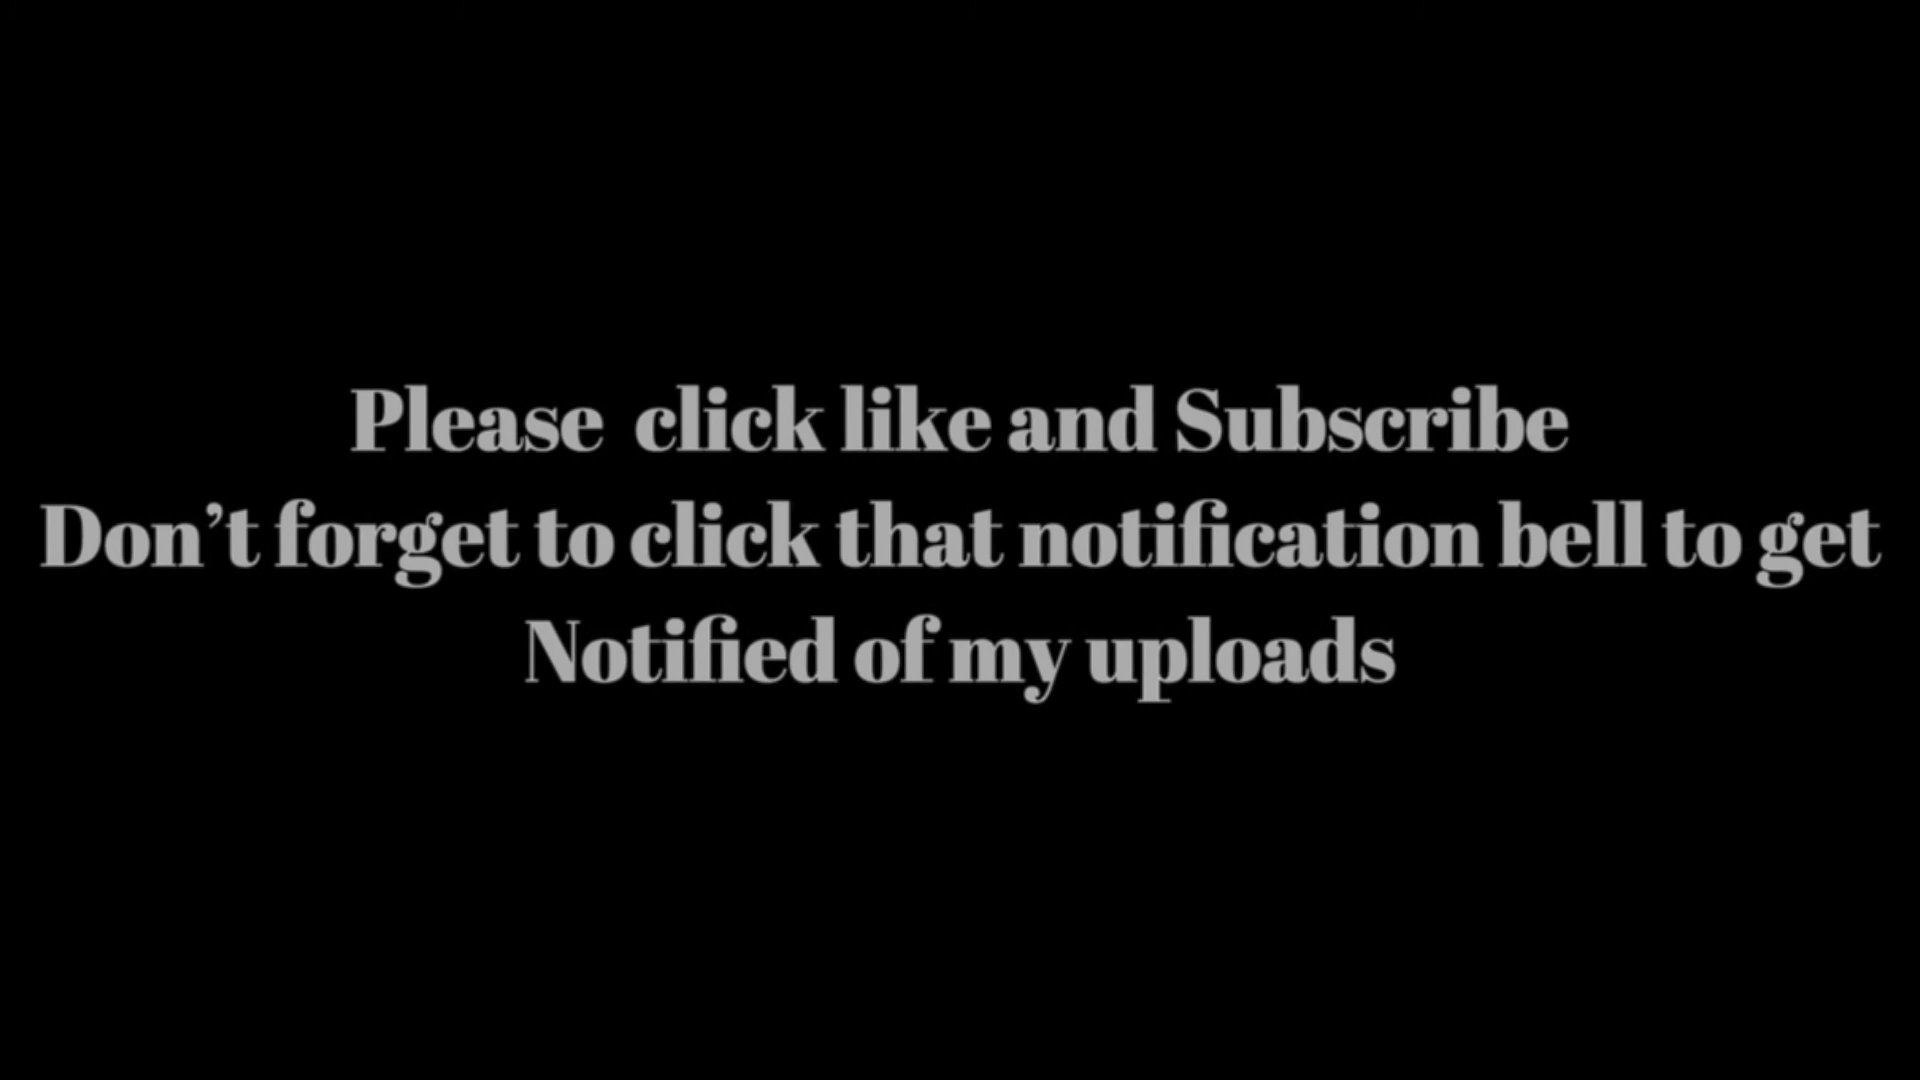 Please  click like and Subscribe
Don’t forget to click that notification bell to get
Notified of my uploads